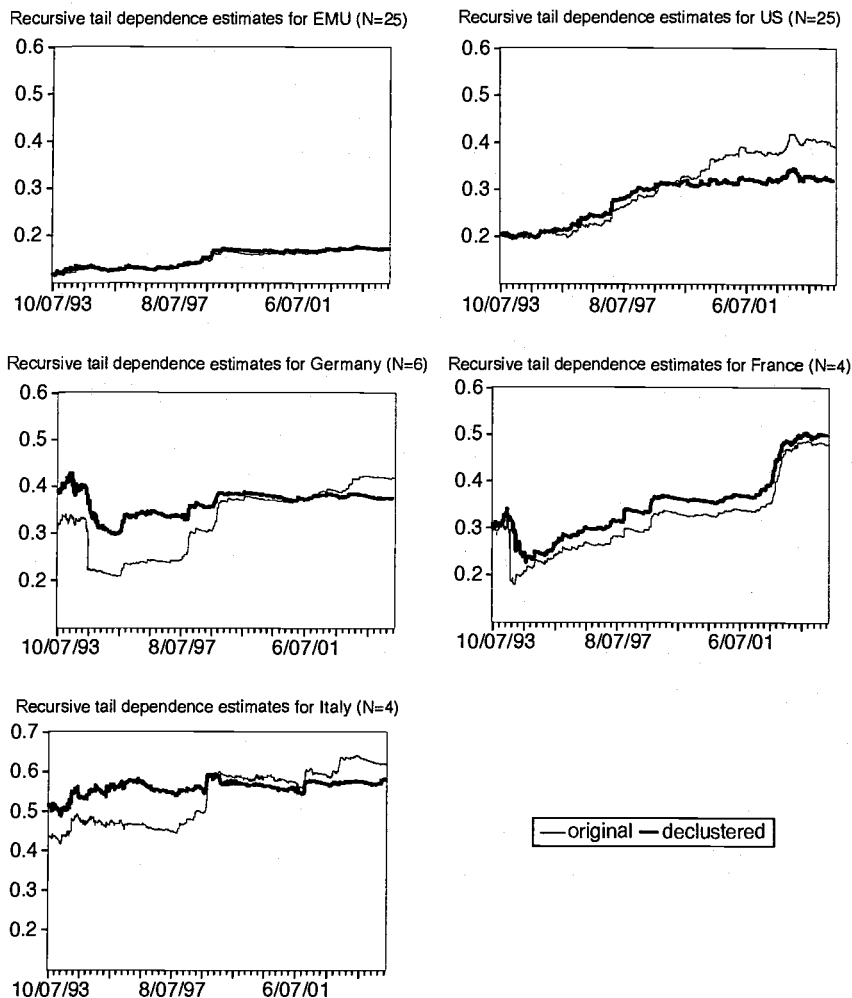 Recursive tail dependence estimates for EMU (N=25)
0.6
0.5
0.4
0.3
0.2
10/07/93 8/07/97 6/07/01
Recursive tail dependence estimates for US (N=25)
0.6
0.5
0.4
0.3
0.2
10/07/93 8/07/97 6/07/01
Recursive tail dependence estimates for Germany (N=6)
0.6
0.5
0.4
0.3
0.2
10/07/93 8/07/97 6/07/01
Recursive tail dependence estimates for France (N=4)
0.6
0.5
0.4
0.3
0.2
10/07/93 8/07/97 6/07/01
Recursive tail dependence estimates for Italy (N=4)
0.7
0.6
0.5
0.4
0.3
0.2
10/07/93 8/07/97 6/07/01
original declustered